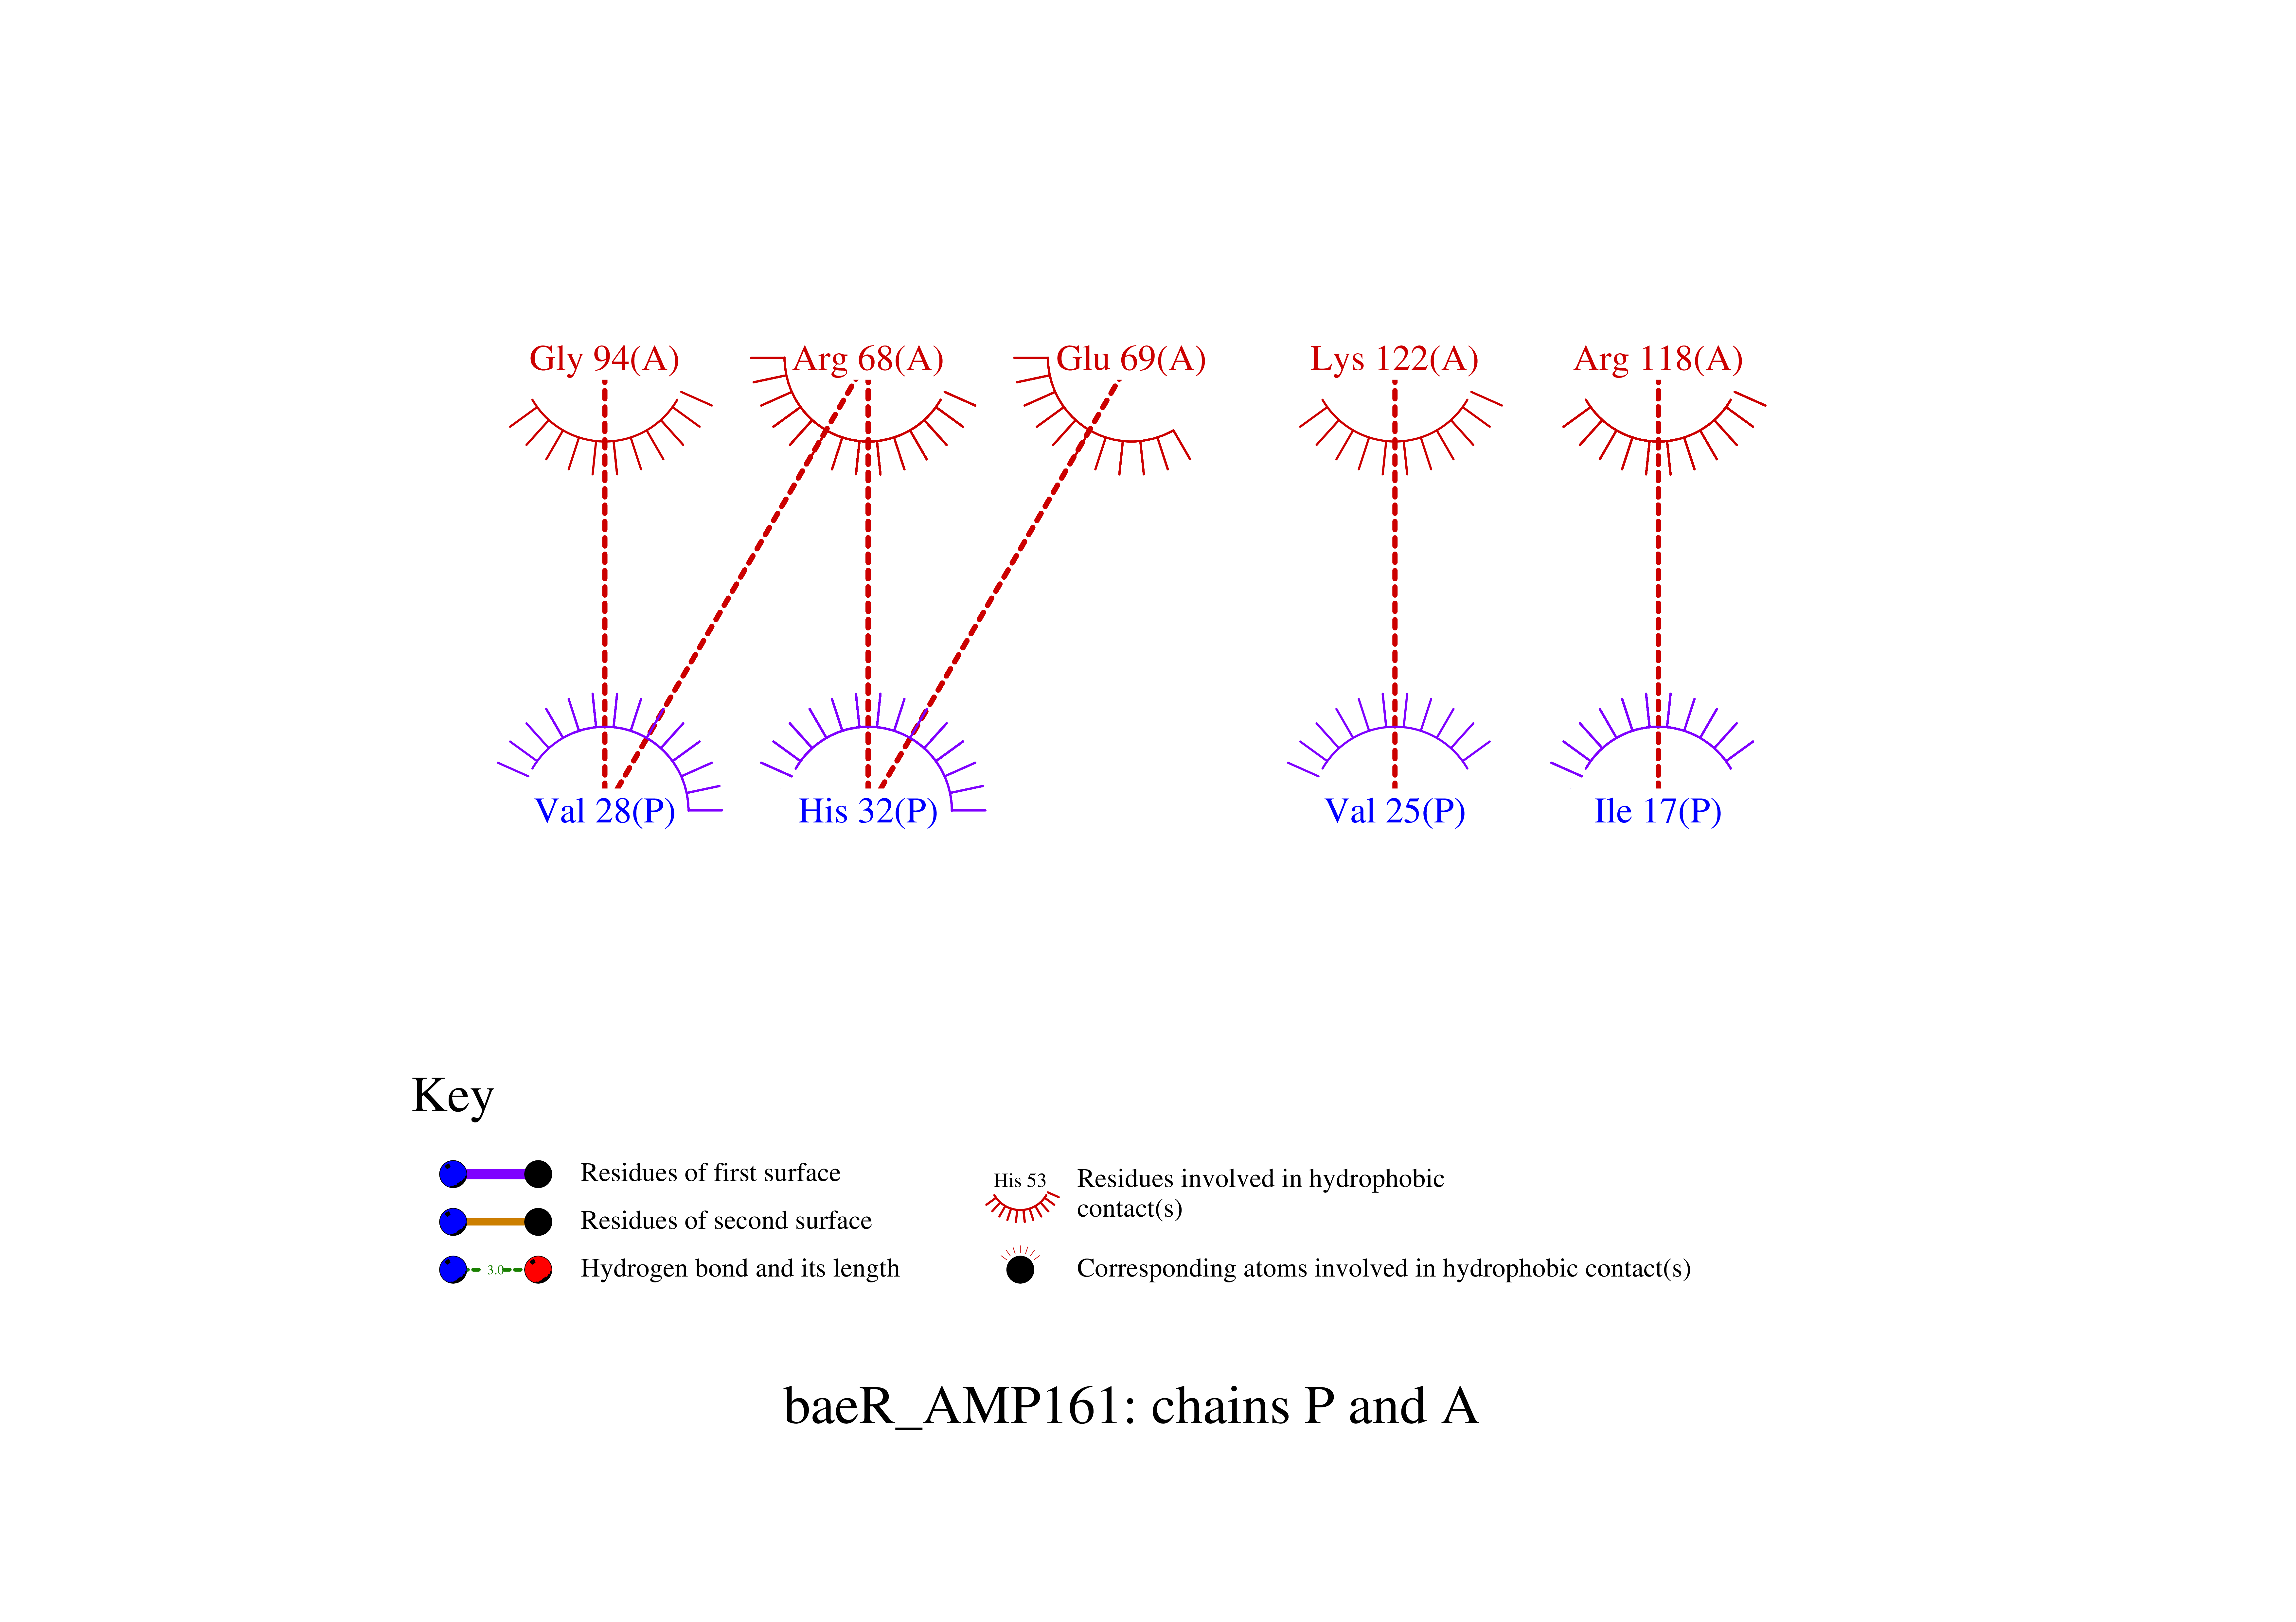 Gly 94(A) Arg 68(A) Glu 69(A) Lys 122(A) Arg 118(A)
Val 28(P) His 32(P) Val 25(P) Ile 17(P)
Key
Residues of first surface
Residues of second surface
3.0 Hydrogen bond and its length
His 53 Residues involved in hydrophobic
contact(s)
Corresponding atoms involved in hydrophobic contact(s)
baeR_AMP161: chains P and A